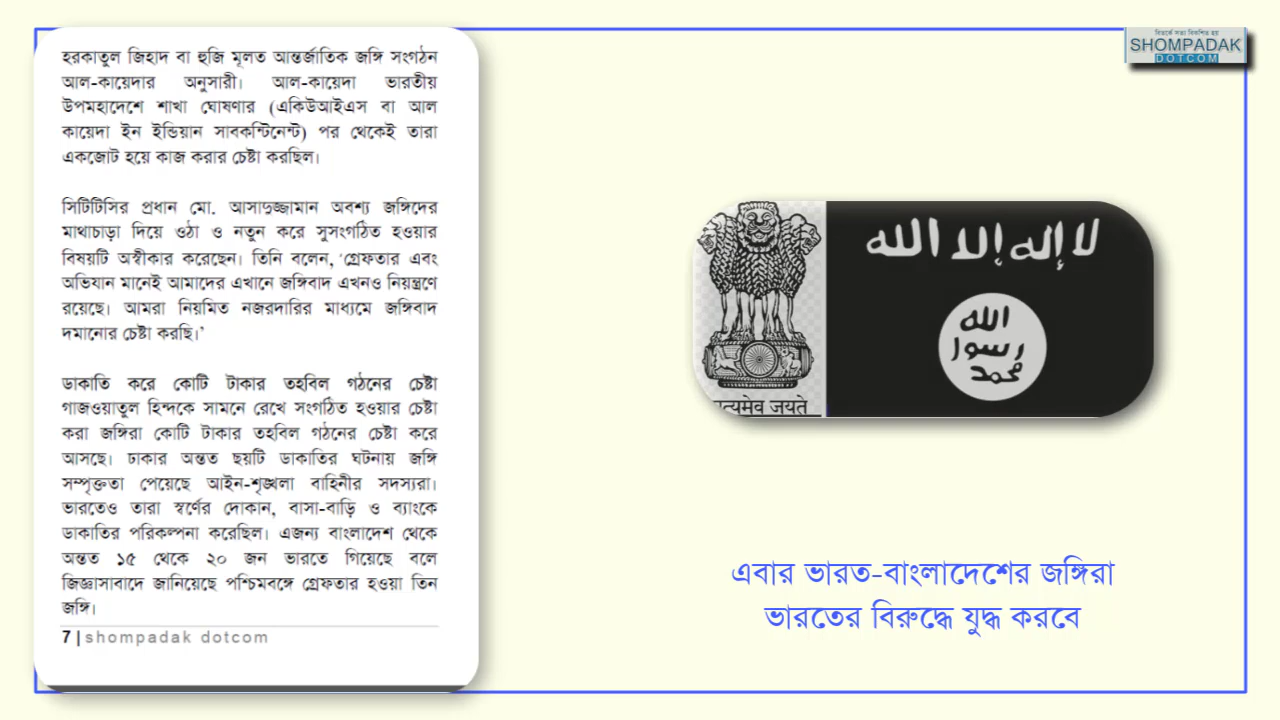 হরকাতুল জিহাদ বা হুজি মূলত আন্তর্জাতিক জঙ্গি সংগঠন
আল-কায়েদার অনুসারী। আল-কায়েদা ভারতীয়
উপমহাদেশে শাখা ঘোষণার (একিউআইএস বা আল
কায়েদা ইন ইন্ডিয়ান সাবকন্টিনেন্ট) পর থেকেই তারা
একজোট হয়ে কাজ করার চেষ্টা করছিল।
সিটিটিসির প্রধান মো. আসাদুজ্জামান অবশ্য জঙ্গিদের
মাথাচাড়া দিয়ে ওঠা ও নতুন করে সুসংগঠিত হওয়ার
বিষয়টি অস্বীকার করেছেন। তিনি বলেন, ‘গ্রেফতার এবং
অভিযান মানেই আমাদের এখানে জঙ্গিবাদ এখনও নিয়ন্ত্রণে
রয়েছে। আমরা নিয়মিত নজরদারির মাধ্যমে জঙ্গিবাদ
দমানোর চেষ্টা করছি।’
ডাকাতি করে কোটি টাকার তহবিল গঠনের চেষ্টা
গাজওয়াতুল হিন্দকে সামনে রেখে সংগঠিত হওয়ার চেষ্টা
করা জঙ্গিরা কোটি টাকার তহবিল গঠনের চেষ্টা করে
আসছে। ঢাকার অন্তত ছয়টি ডাকাতির ঘটনায় জঙ্গি
সম্পৃক্ততা পেয়েছে আইন-শৃঙ্খলা বাহিনীর সদস্যরা।
ভারতেও তারা স্বর্ণের দোকান, বাসা-বাড়ি ও ব্যাংকে
ডাকাতির পরিকল্পনা করেছিল। এজন্য বাংলাদেশ থেকে
অন্তত ১৫ থেকে ২০ জন ভারতে গিয়েছে বলে
জিজ্ঞাসাবাদে জানিয়েছে পশ্চিমবঙ্গে গ্রেফতার হওয়া তিন
জঙ্গি।
7 | shompadak dotcom
বিতর্কে সত্য বিকশিত হয়
SHOMPADAK
DOTCOM
لا إله إلا الله
الله
رسول
محمد
सत्यमेव जयते
এবার ভারত-বাংলাদেশের জঙ্গিরা
ভারতের বিরুদ্ধে যুদ্ধ করবে